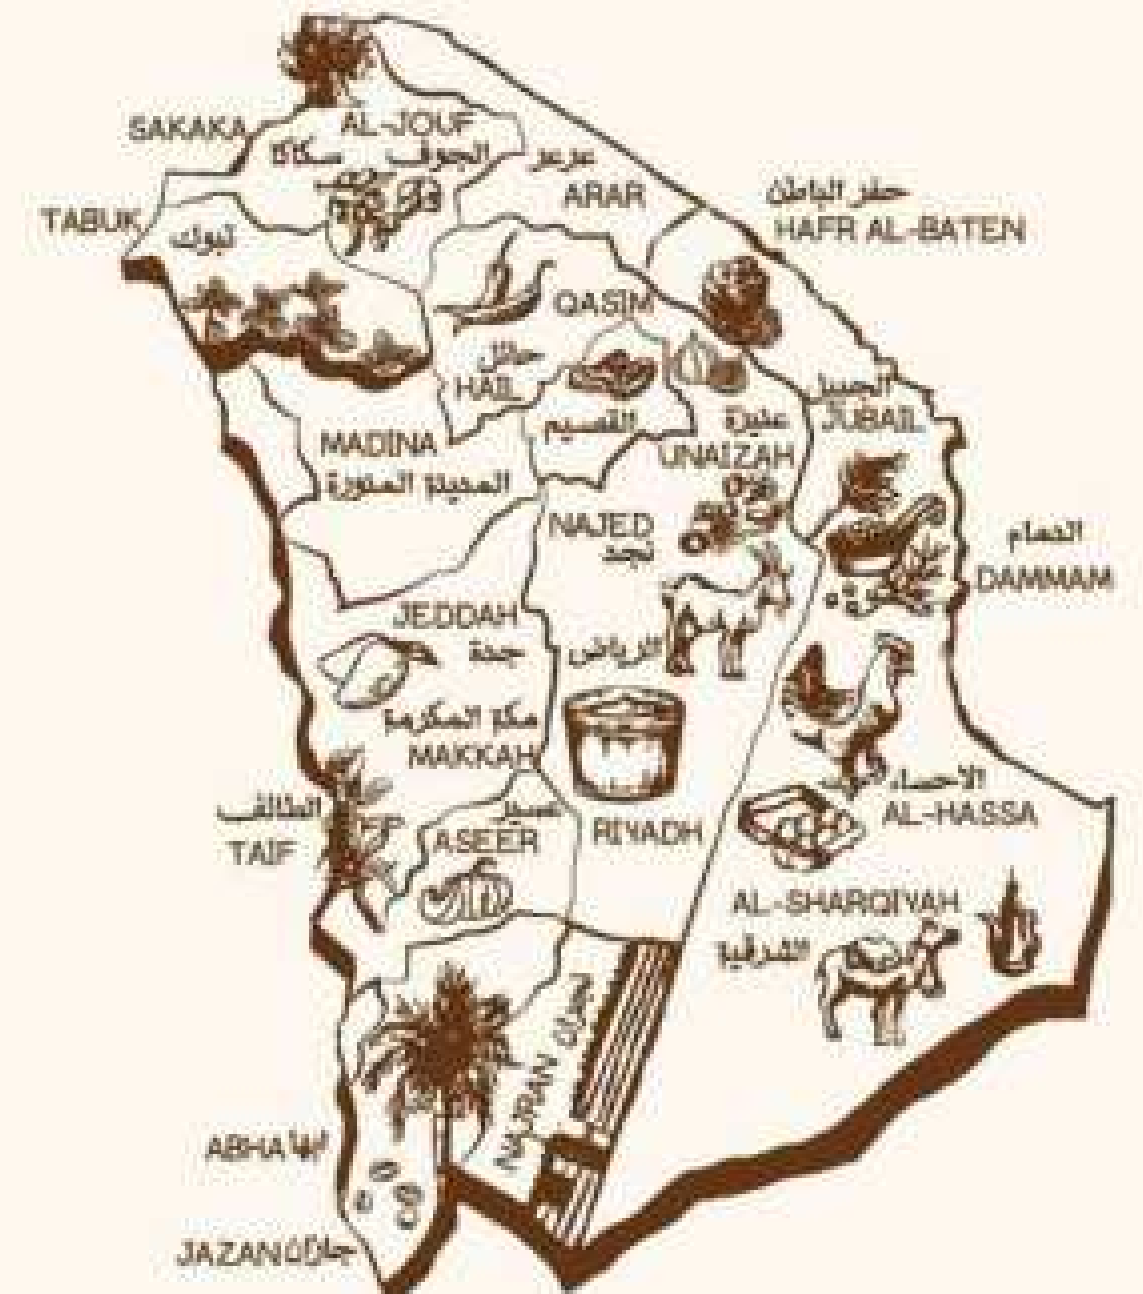 SAKAKA
AL-JOUF
سكاكا
الجوف
عرعر
ARAR
حفر الباطن
HAFR AL-BATEN
TABUK
تبوك
QASIM
حائل
HAIL
القصيم
عنيزة
UNAIZAH
الجبيل
JUBAIL
MADINA
المدينة المنورة
NAJED
نجد
الدمام
DAMMAM
JEDDAH
جدة
الرياض
مكة المكرمة
MAKKAH
الطائف
TAIF
عسير
ASEER
RIYADH
الاحساء
AL-HASSA
AL-SHARQIYAH
الشرقية
نجران
NAJRAN
ABHA ابها
JAZAN جازان